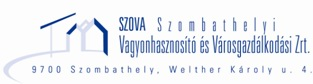 SZOVA Szombathelyi
Vagyonhasznosító és Városgazdálkodási Zrt.
9700 Szombathely, Welther Károly u. 4.